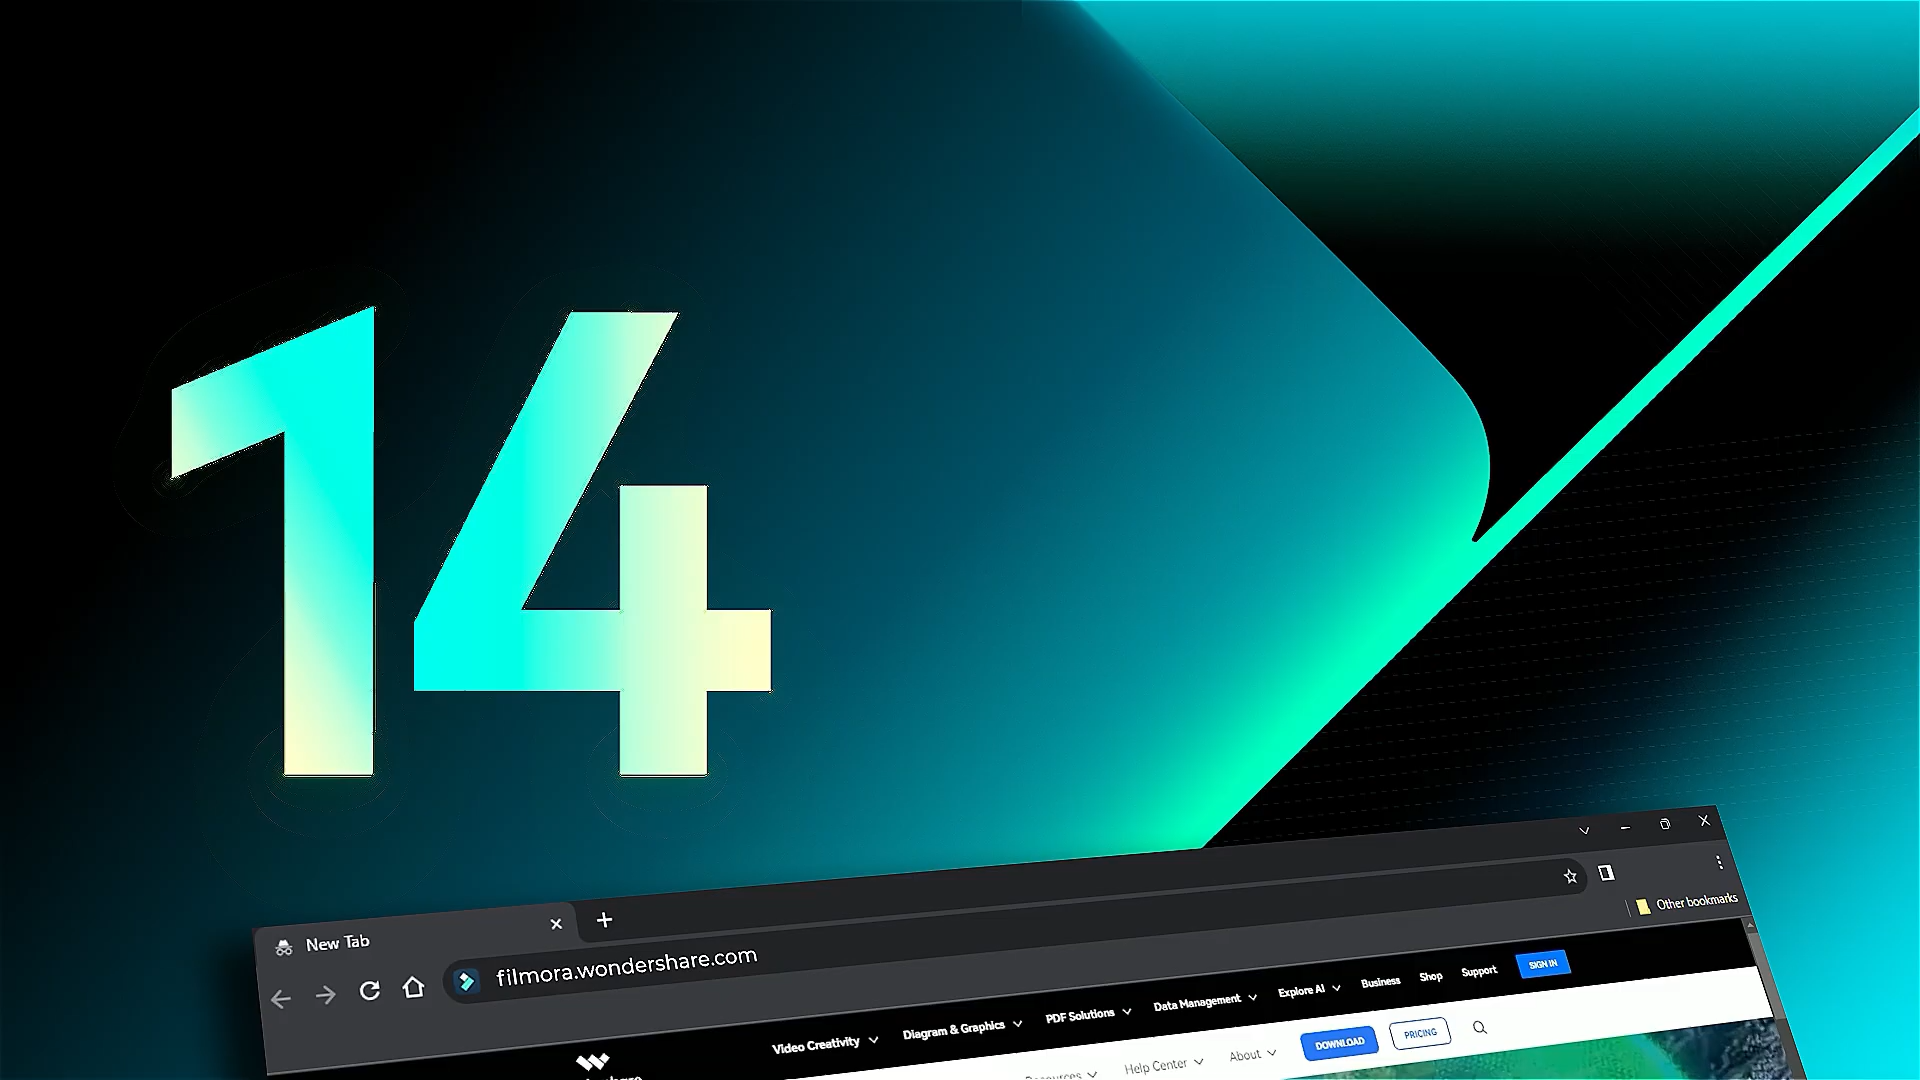 14
New Tab
filmora.wondershare.com
Other bookmarks
Video Creativity
Diagram & Graphics
PDF Solutions
Data Management
Explore AI
Business
Shop
Support
SIGN IN
Help Center
About
DOWNLOAD
PRICING